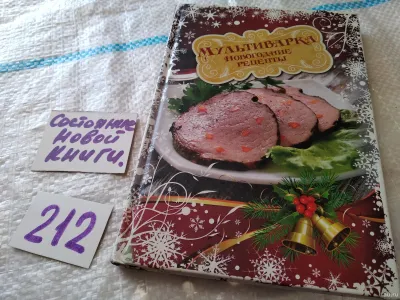 Мультиварка
Новогодние
рецепты
Состояние
новой
книги.
212